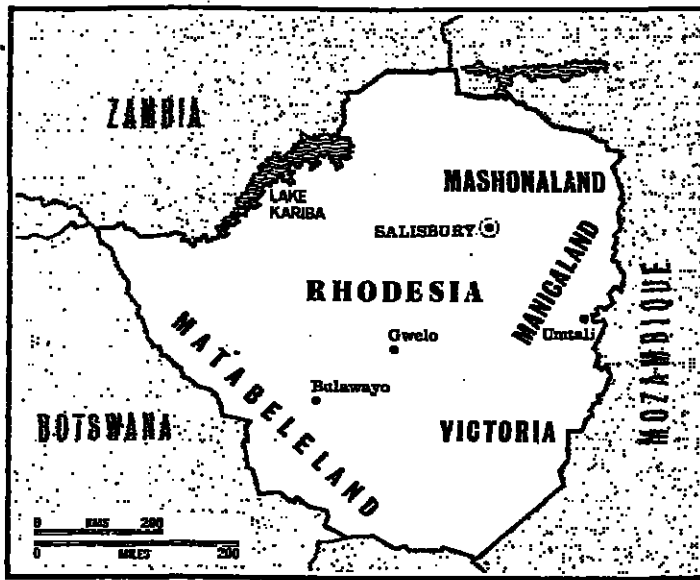 ZAMBIA
LAKE
KARIBA
MASHONALAND
SALISBURY
RHODESIA
MANICALAND
Umtali
MOZAMBIQUE
Gwelo
MATABELELAND
Bulawayo
BOTSWANA
VICTORIA
0 KMS 200
0 MILES 200